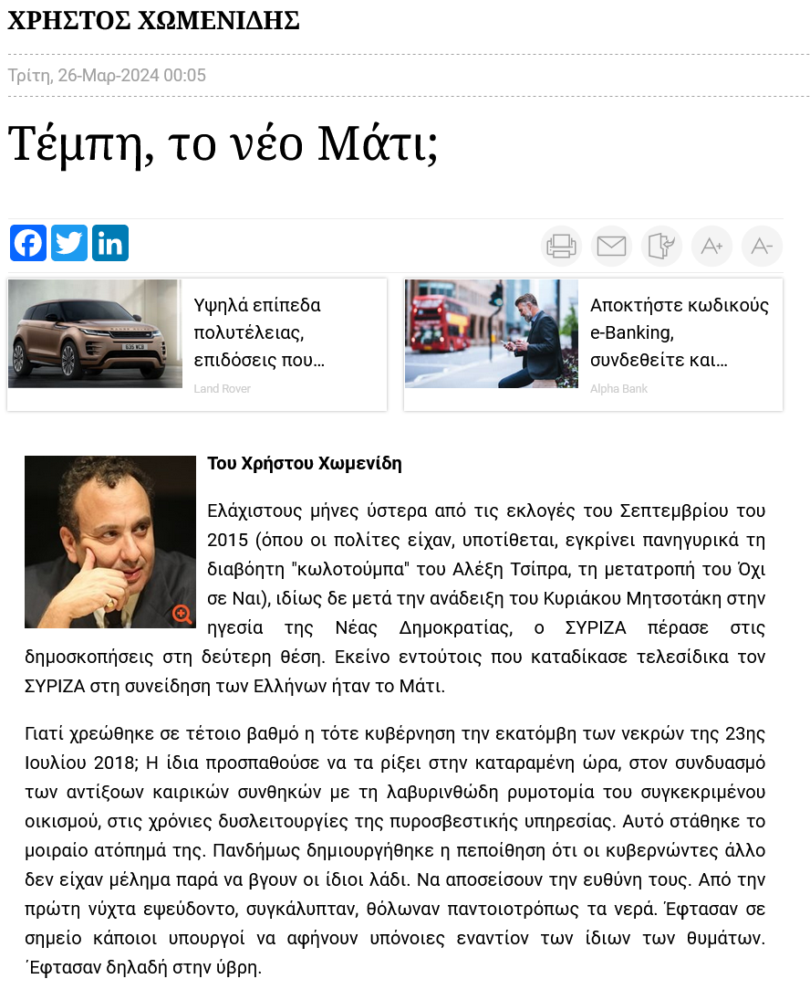 ΧΡΗΣΤΟΣ ΧΩΜΕΝΙΔΗΣ
Τρίτη, 26-Μαρ-2024 00:05
Τέμπη, το νέο Μάτι;
A+
A-
Υψηλά επίπεδα
πολυτέλειας,
επιδόσεις που…
Land Rover
Αποκτήστε κωδικούς
e-Banking,
συνδεθείτε και…
Alpha Bank
Του Χρήστου Χωμενίδη
Ελάχιστους μήνες ύστερα από τις εκλογές του Σεπτεμβρίου του
2015 (όπου οι πολίτες είχαν, υποτίθεται, εγκρίνει πανηγυρικά τη
διαβόητη "κωλοτούμπα" του Αλέξη Τσίπρα, τη μετατροπή του Όχι
σε Ναι), ιδίως δε μετά την ανάδειξη του Κυριάκου Μητσοτάκη στην
ηγεσία της Νέας Δημοκρατίας, ο ΣΥΡΙΖΑ πέρασε στις
δημοσκοπήσεις στη δεύτερη θέση. Εκείνο εντούτοις που καταδίκασε τελεσίδικα τον
ΣΥΡΙΖΑ στη συνείδηση των Ελλήνων ήταν το Μάτι.
Γιατί χρεώθηκε σε τέτοιο βαθμό η τότε κυβέρνηση την εκατόμβη των νεκρών της 23ης
Ιουλίου 2018; Η ίδια προσπαθούσε να τα ρίξει στην καταραμένη ώρα, στον συνδυασμό
των αντίξοων καιρικών συνθηκών με τη λαβυρινθώδη ρυμοτομία του συγκεκριμένου
οικισμού, στις χρόνιες δυσλειτουργίες της πυροσβεστικής υπηρεσίας. Αυτό στάθηκε το
μοιραίο ατόπημά της. Πανδήμως δημιουργήθηκε η πεποίθηση ότι οι κυβερνώντες άλλο
δεν είχαν μέλημα παρά να βγουν οι ίδιοι λάδι. Να αποσείσουν την ευθύνη τους. Από την
πρώτη νύχτα εψεύδοντο, συγκάλυπταν, θόλωναν παντοιοτρόπως τα νερά. Έφτασαν σε
σημείο κάποιοι υπουργοί να αφήνουν υπόνοιες εναντίον των ίδιων των θυμάτων.
΄Εφτασαν δηλαδή στην ύβρη.